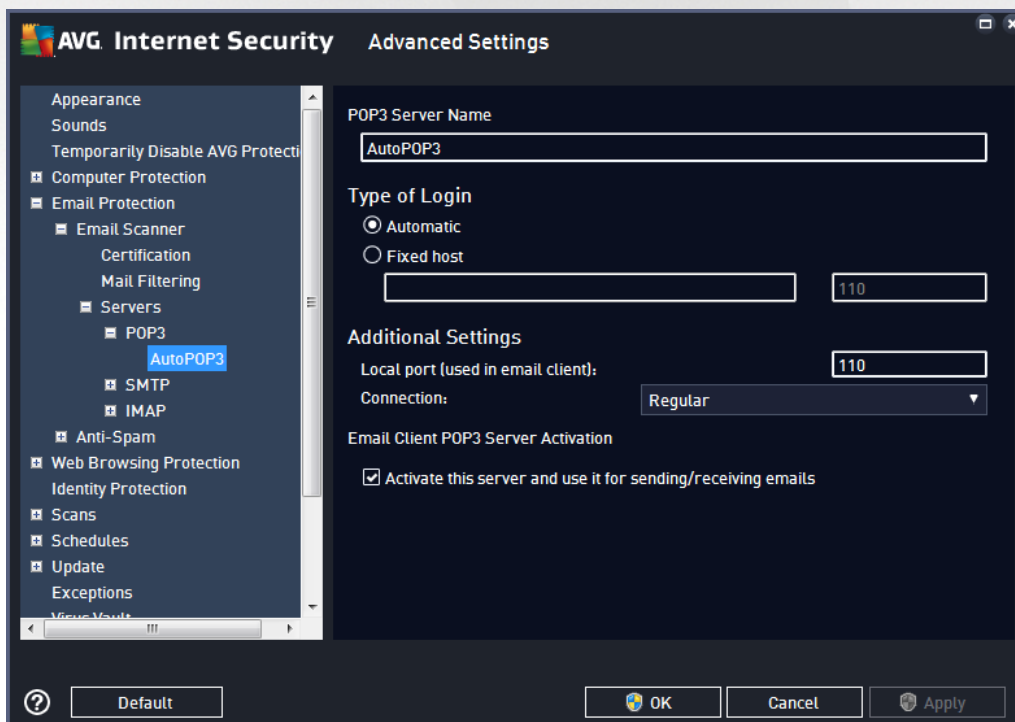 AVG Internet Security Advanced Settings
Appearance
Sounds
Temporarily Disable AVG Protecti
Computer Protection
Email Protection
Email Scanner
Certification
Mail Filtering
Servers
POP3
AutoPOP3
SMTP
IMAP
Anti-Spam
Web Browsing Protection
Identity Protection
Scans
Schedules
Update
Exceptions
Virus Vault
POP3 Server Name
AutoPOP3
Type of Login
Automatic
Fixed host
110
Additional Settings
Local port (used in email client): 110
Connection: Regular
Email Client POP3 Server Activation
Activate this server and use it for sending/receiving emails
Default OK Cancel Apply